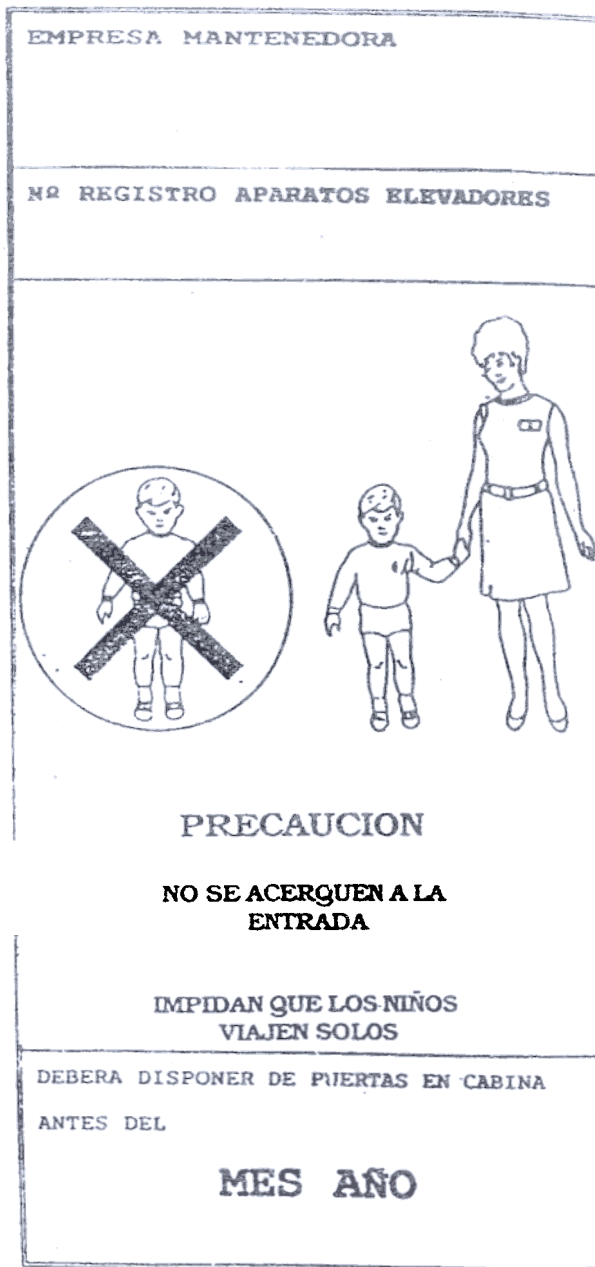 EMPRESA MANTENEDORA
Nº REGISTRO APARATOS ELEVADORES
PRECAUCION
NO SE ACERQUEN A LA
ENTRADA
IMPIDAN QUE LOS NIÑOS
VIAJEN SOLOS
DEBERA DISPONER DE PUERTAS EN CABINA
ANTES DEL
MES AÑO